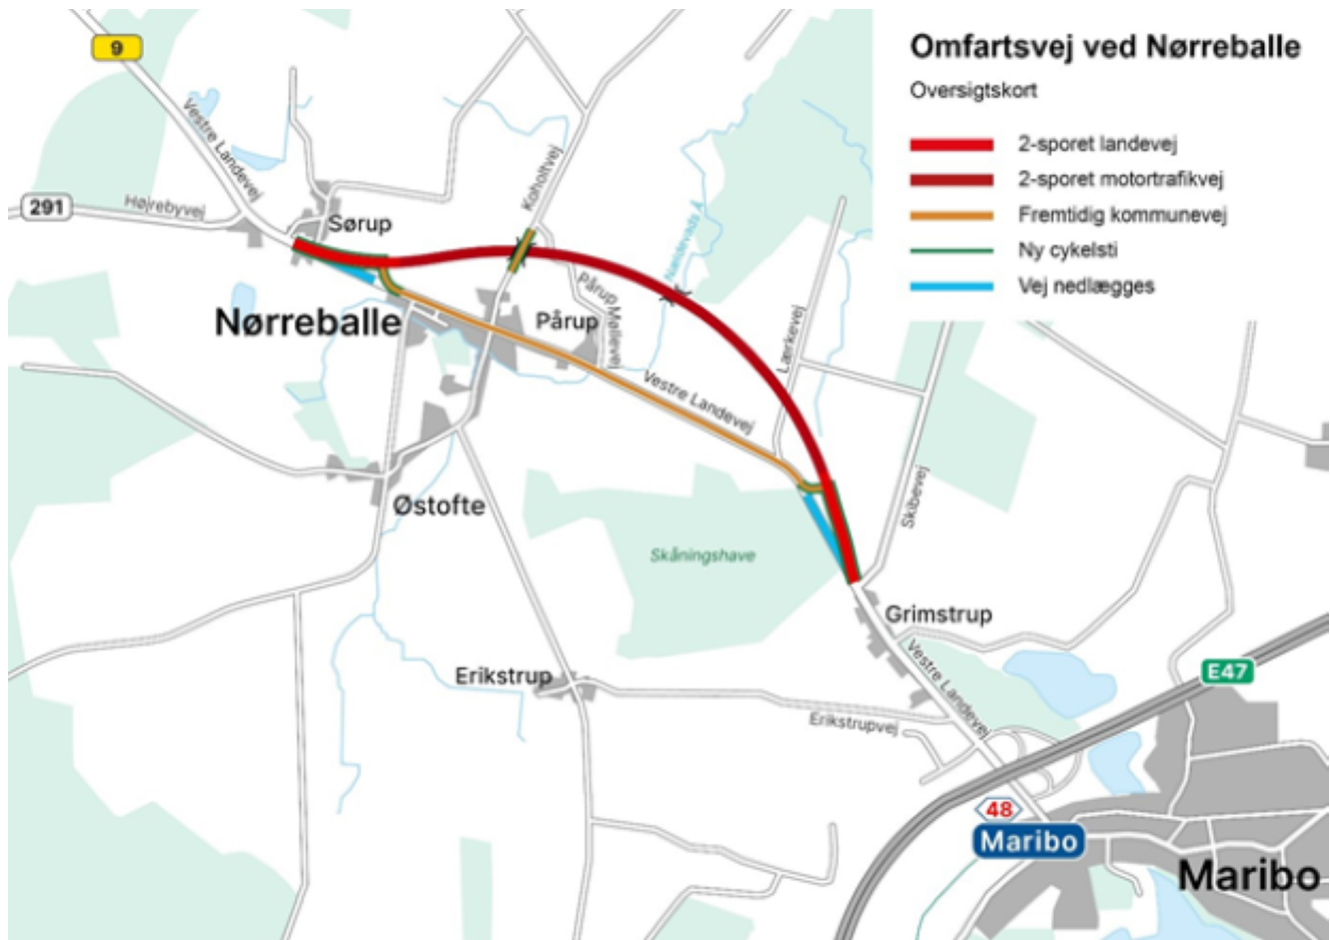 Omfartsvej ved Nørreballe
Oversigtskort
2-sporet landevej
2-sporet motortrafikvej
Fremtidig kommunevej
Ny cykelsti
Vej nedlægges
9
Vestre Landevej
291
Højrebyvej
Sørup
Koholtvej
Nørreballe
Pårup
Pårup Møllevej
Lærkevej
Vestre Landevej
Østofte
Skåningshave
Skibevej
Grimstrup
Erikstrup
Vestre Landevej
Erikstrupvej
E47
48
Maribo
Maribo